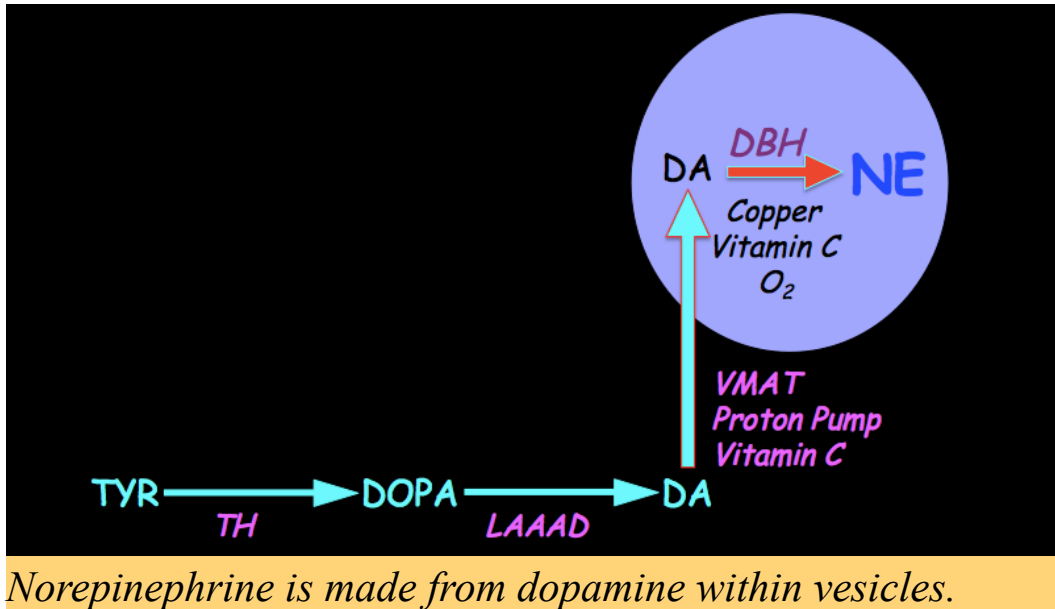 DBH
DA NE
Copper
Vitamin C
O₂
VMAT
Proton Pump
Vitamin C
TYR DOPA DA
TH LAAAD
Norepinephrine is made from dopamine within vesicles.